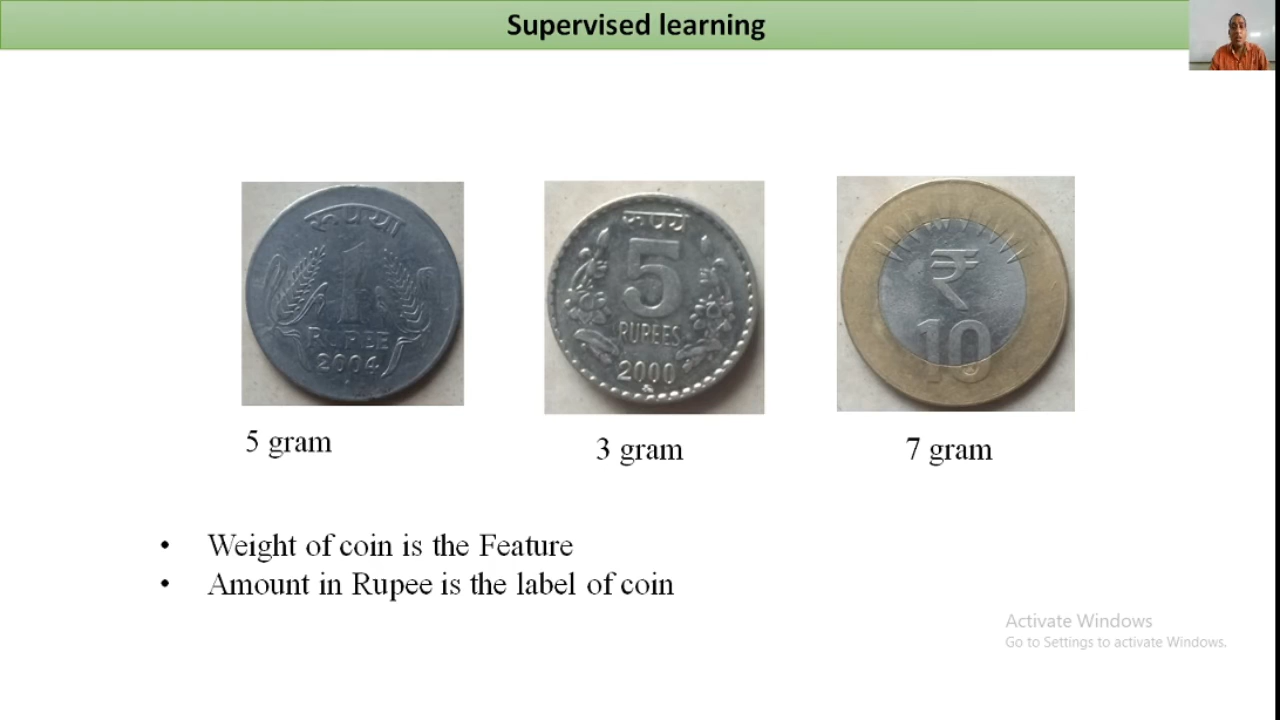 Supervised learning
रूपया
1
RUPEE
2004
रूपये
5
RUPEES
2000
₹
10
5 gram
3 gram
7 gram
• Weight of coin is the Feature
• Amount in Rupee is the label of coin
Activate Windows
Go to Settings to activate Windows.